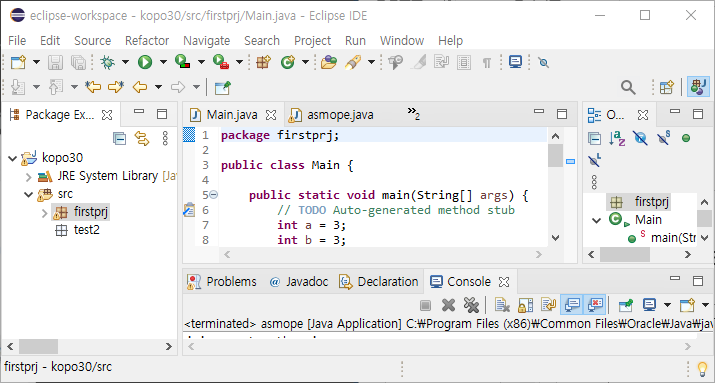 eclipse-workspace - kopo30/src/firstprj/Main.java - Eclipse IDE
File Edit Source Refactor Navigate Search Project Run Window Help
Package Ex...
Main.java asmope.java »2
O...
kopo30
JRE System Library [Jav
src
firstprj
test2
1 package firstprj;
2
3 public class Main {
4
5 public static void main(String[] args) {
6 // TODO Auto-generated method stub
7 int a = 3;
8 int b = 3;
firstprj
Main
main(Str
Problems @ Javadoc Declaration Console
<terminated> asmope [Java Application] C:₩Program Files (x86)₩Common Files₩Oracle₩Java₩jav
firstprj - kopo30/src